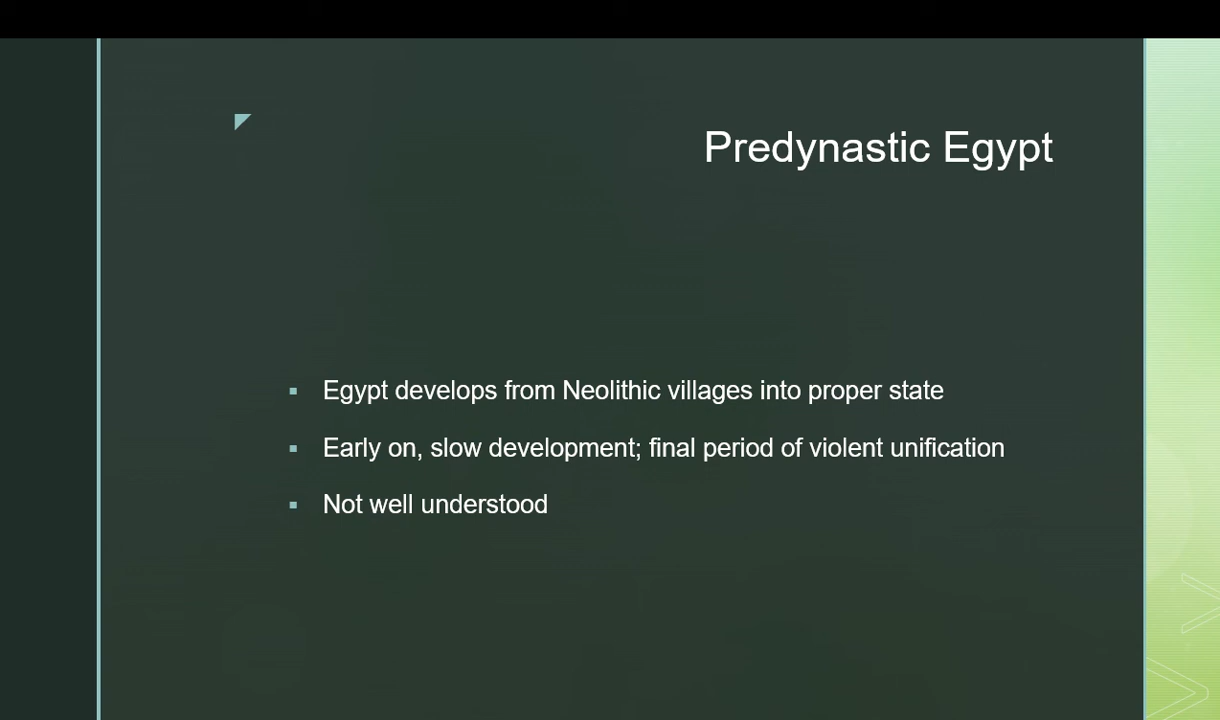 Predynastic Egypt
Egypt develops from Neolithic villages into proper state
Early on, slow development; final period of violent unification
Not well understood